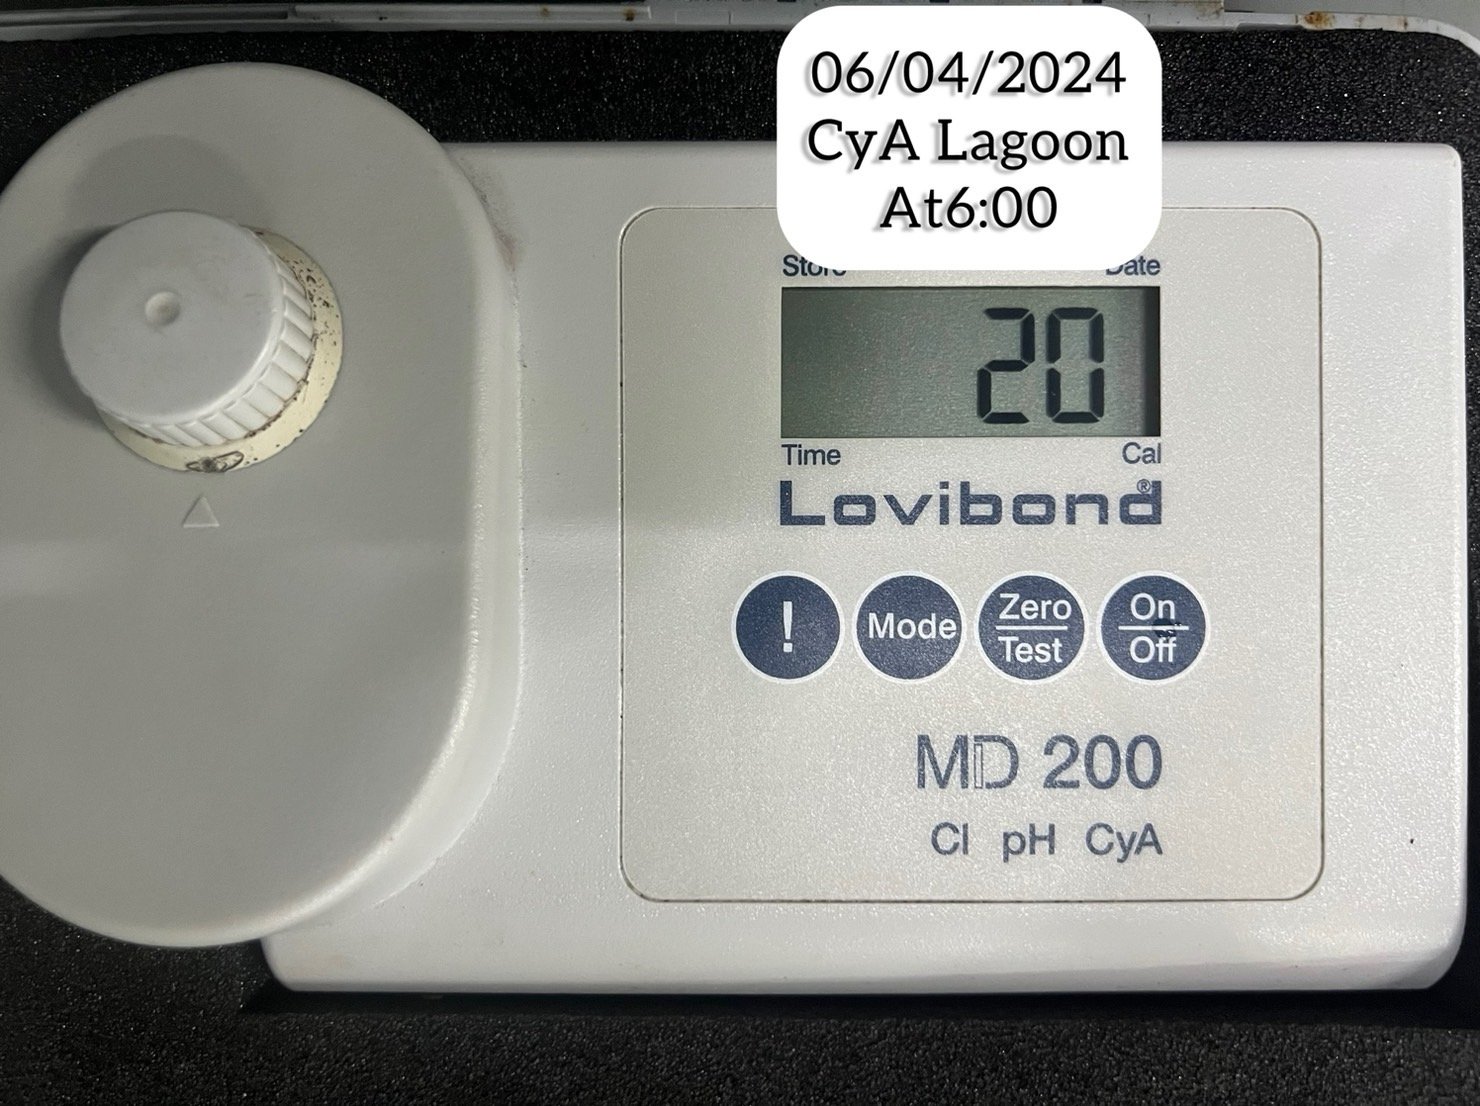 06/04/2024
CyA Lagoon
At6:00
Store Date
20
Time Cal
Lovibond®
! Mode Zero Test On Off
MD 200
Cl pH CyA